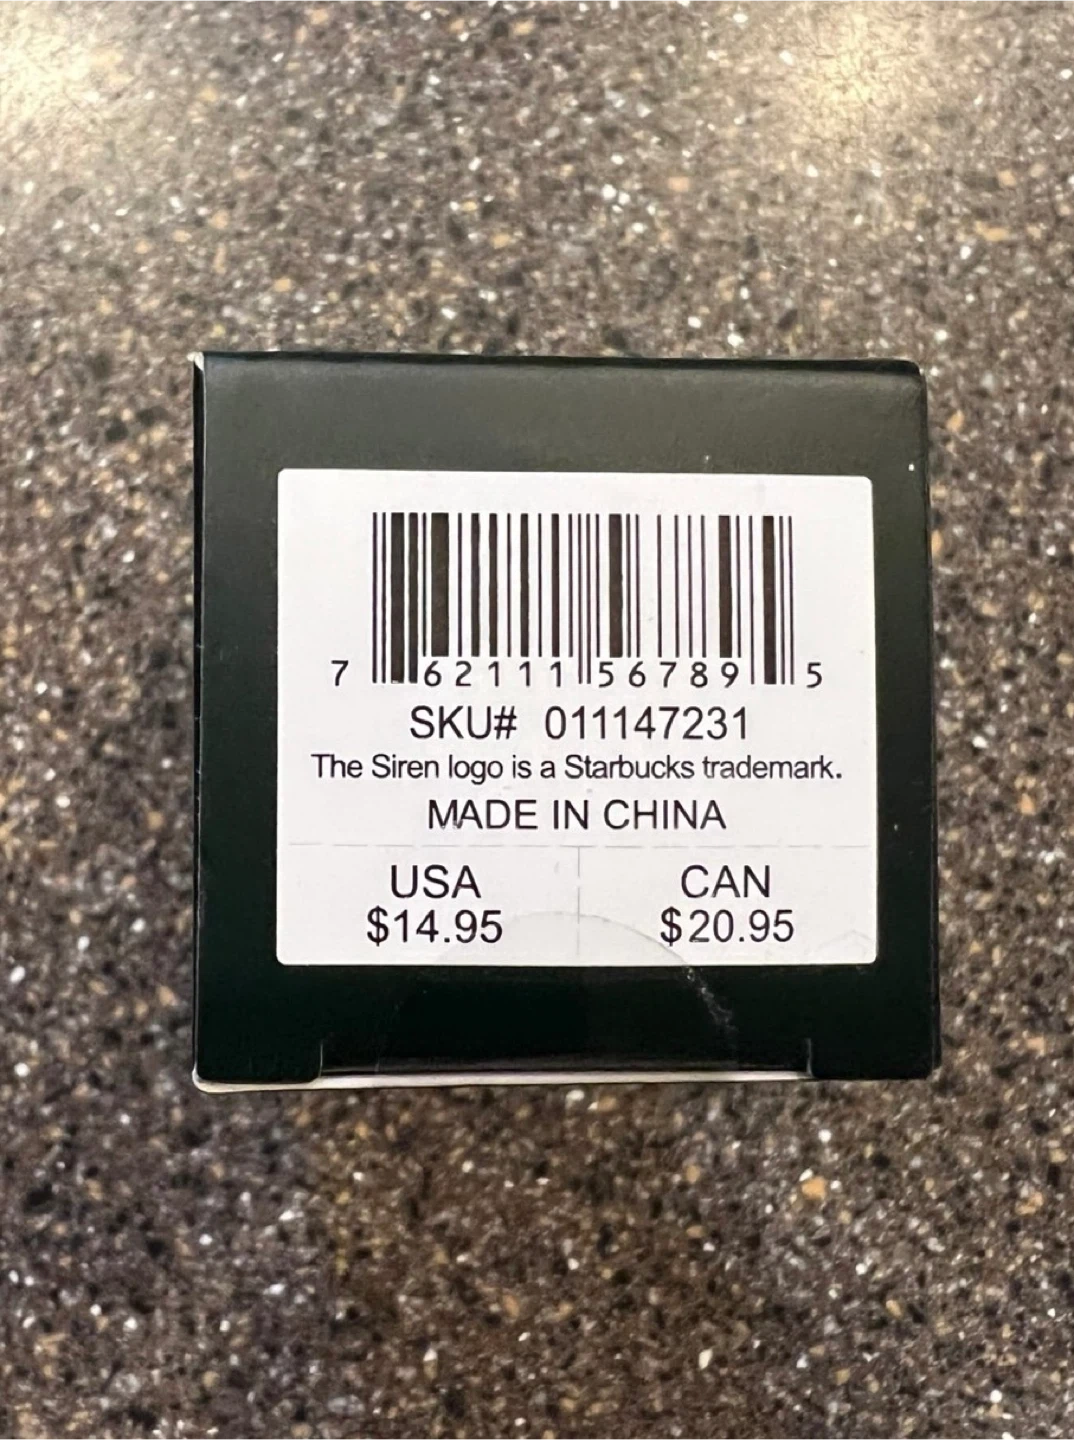 7 62111 56789 5
SKU# 011147231
The Siren logo is a Starbucks trademark.
MADE IN CHINA
USA CAN
$14.95 $20.95